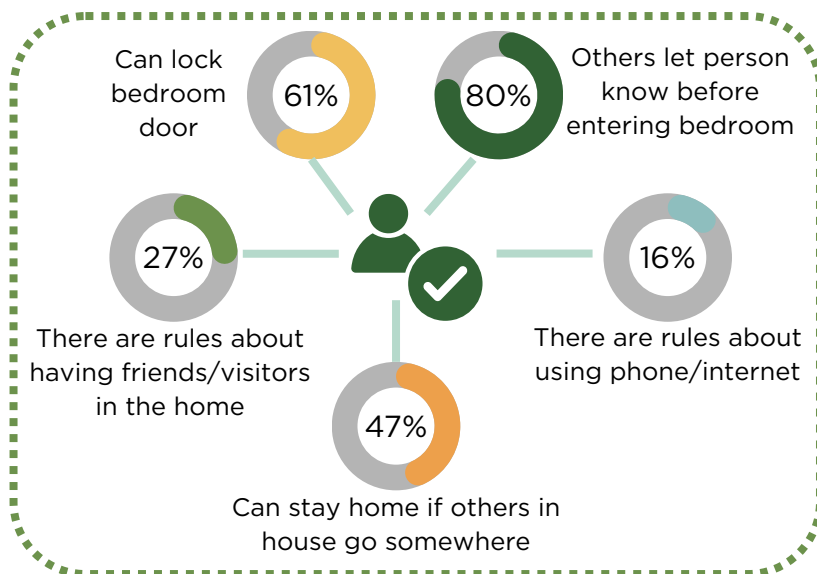 Can lock
bedroom
door
61%
80%
Others let person
know before
entering bedroom
27%
There are rules about
having friends/visitors
in the home
16%
There are rules about
using phone/internet
47%
Can stay home if others in
house go somewhere